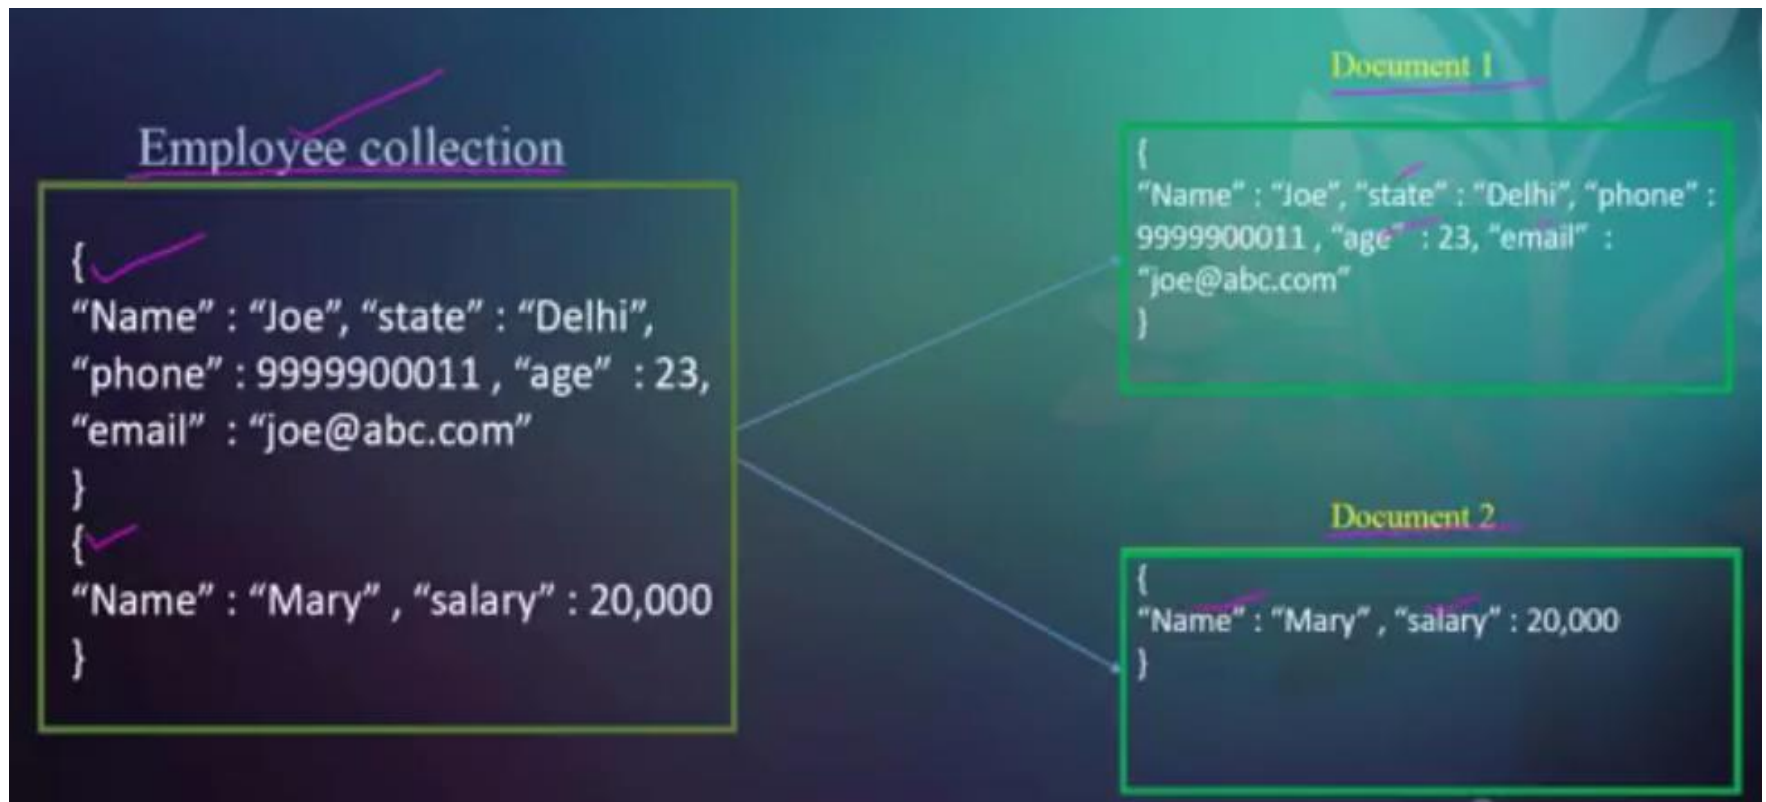 Employee collection
{
“Name” : “Joe”, “state” : “Delhi”,
“phone” : 9999900011 , “age”  : 23,
“email”  : “joe@abc.com”
}
{
“Name” : “Mary” , “salary” : 20,000
}
Document 1
{
“Name” : “Joe”, “state” : “Delhi”, “phone” :
9999900011 , “age”  : 23, “email”  :
“joe@abc.com”
}
Document 2
{
“Name” : “Mary” , “salary” : 20,000
}